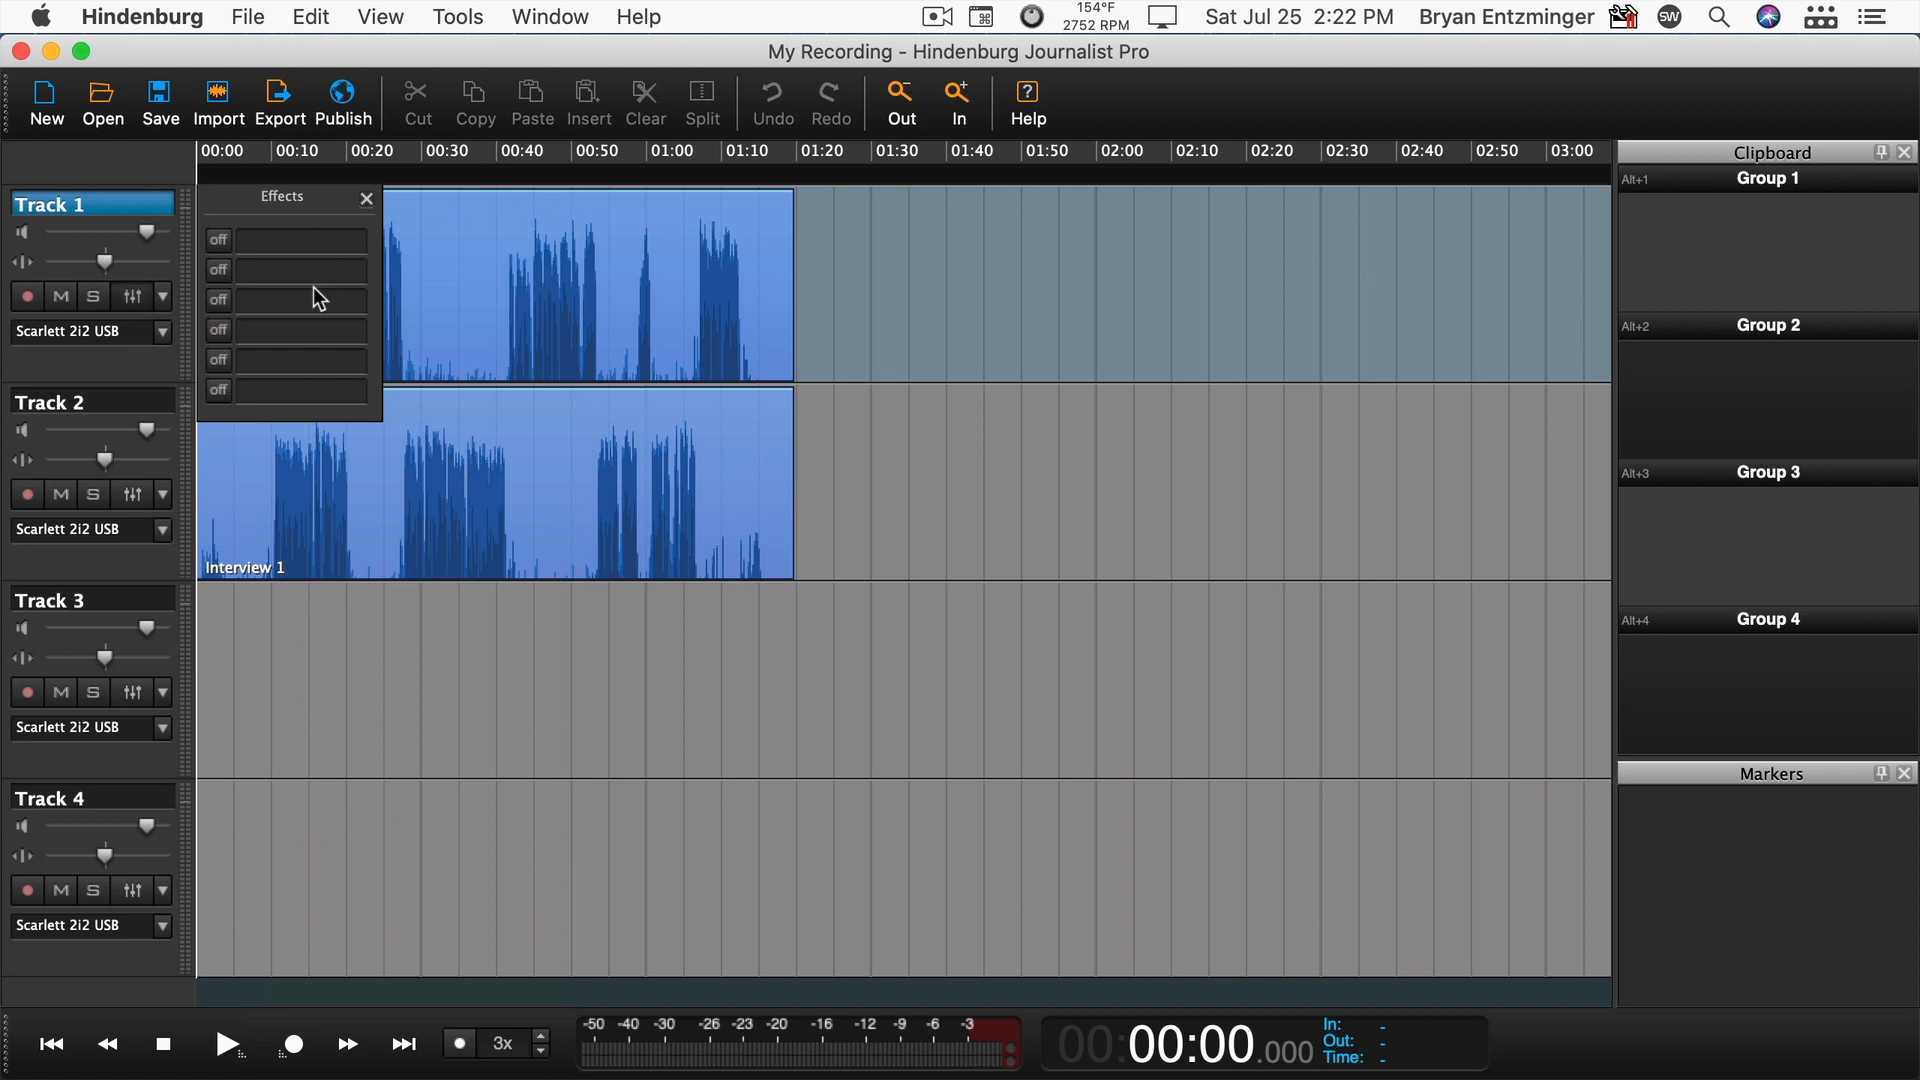 Hindenburg File Edit View Tools Window Help 154°F 2752 RPM Sat Jul 25 2:22 PM Bryan Entzminger SW
My Recording - Hindenburg Journalist Pro
New Open Save Import Export Publish Cut Copy Paste Insert Clear Split Undo Redo Out In ? Help
00:00 00:10 00:20 00:30 00:40 00:50 01:00 01:10 01:20 01:30 01:40 01:50 02:00 02:10 02:20 02:30 02:40 02:50 03:00
Clipboard
Alt+1 Group 1
Alt+2 Group 2
Alt+3 Group 3
Alt+4 Group 4
Markers
Effects
off
off
off
off
off
off
Track 1
M S
Scarlett 2i2 USB
Track 2
M S
Scarlett 2i2 USB
Interview 1
Track 3
M S
Scarlett 2i2 USB
Track 4
M S
Scarlett 2i2 USB
3x
-50 -40 -30 -26 -23 -20 -16 -12 -9 -6 -3
00:00:00.000
In: -
Out: -
Time: -